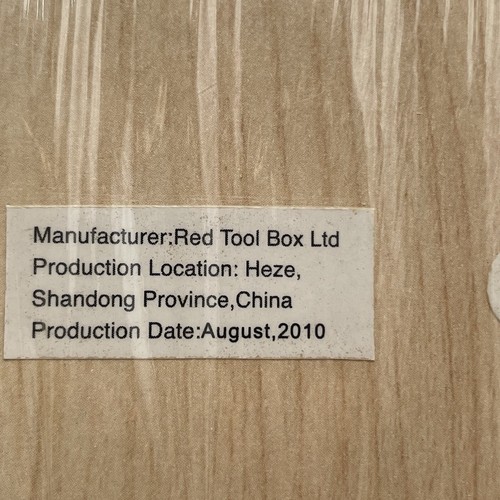 Manufacturer:Red Tool Box Ltd
Production Location: Heze,
Shandong Province,China
Production Date:August,2010